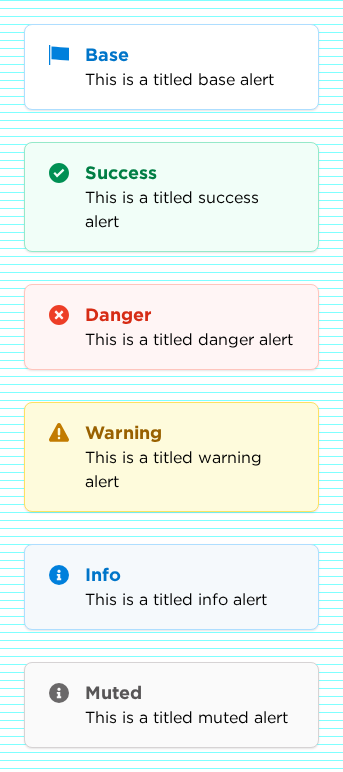 Base
This is a titled base alert
Success
This is a titled success
alert
Danger
This is a titled danger alert
Warning
This is a titled warning
alert
Info
This is a titled info alert
Muted
This is a titled muted alert